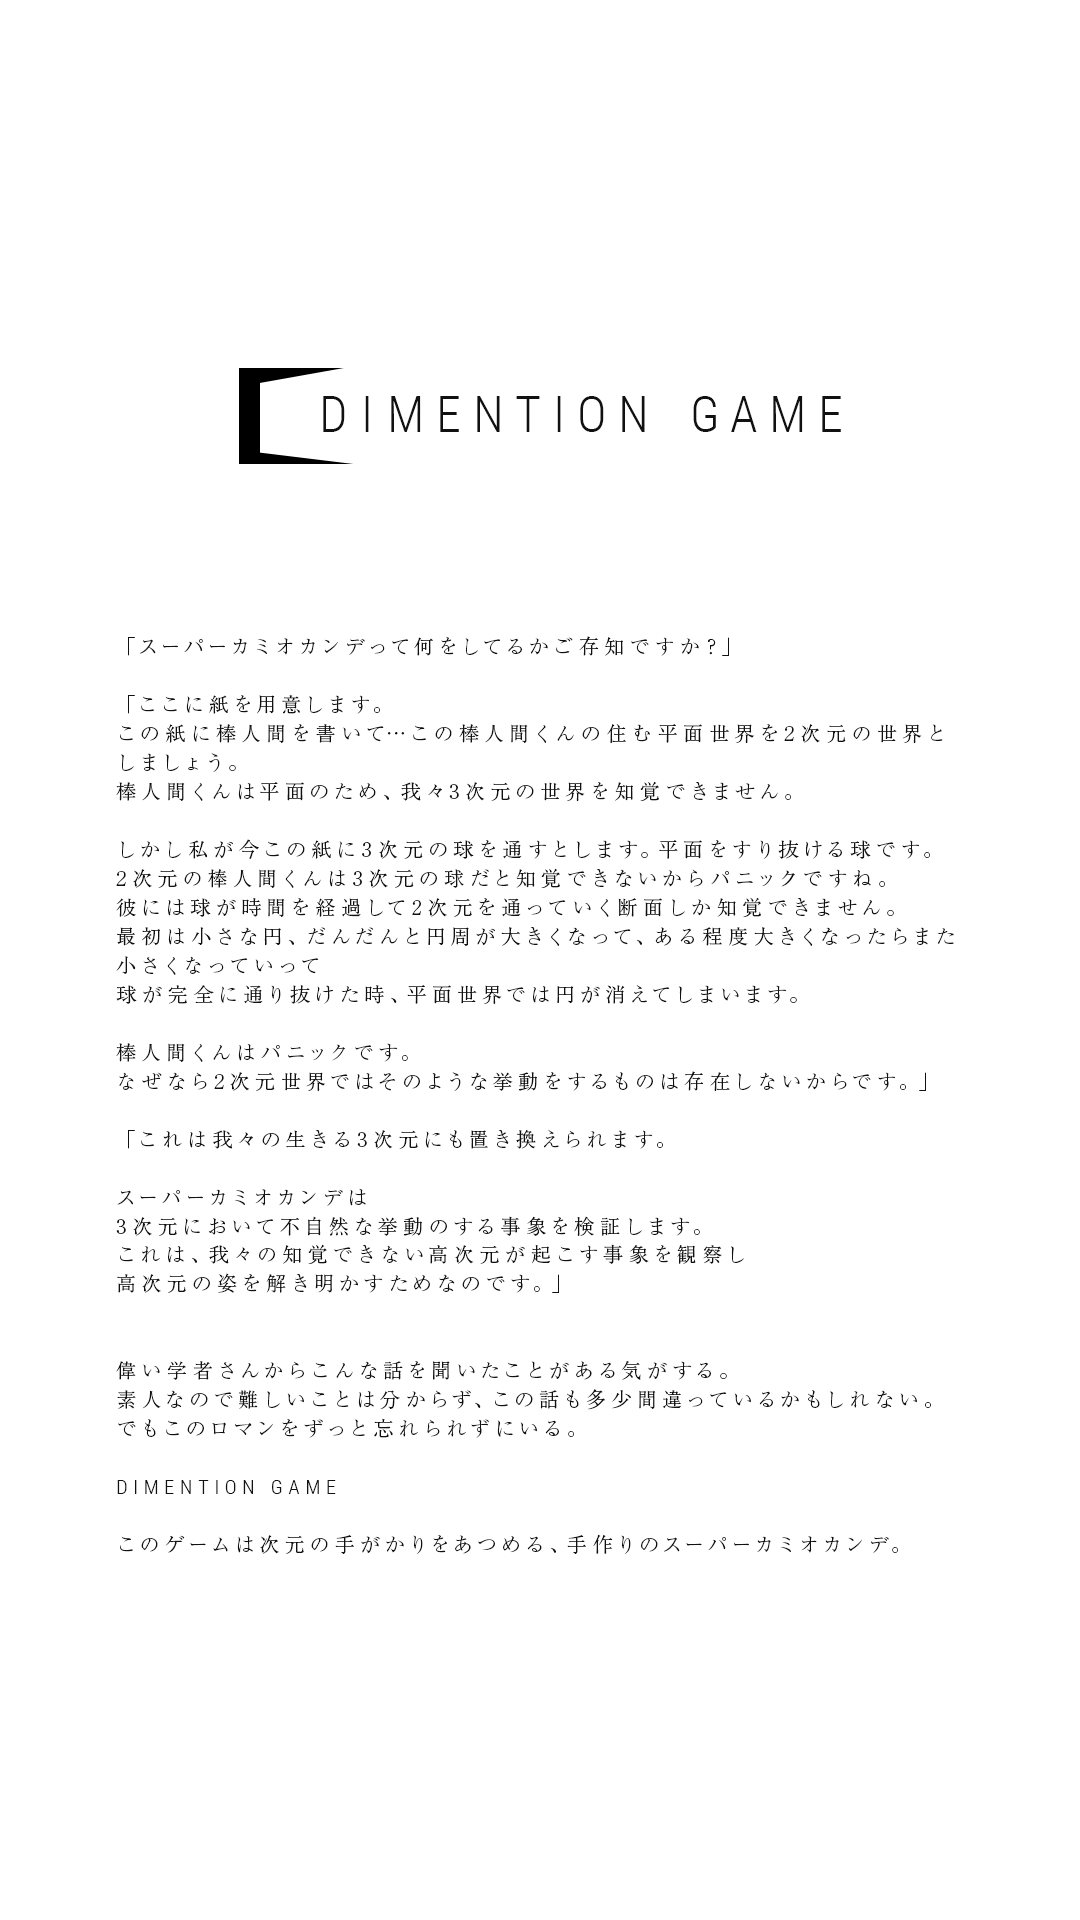 DIMENTION GAME
「スーパーカミオカンデって何をしてるかご存知ですか?」
「ここに紙を用意します。
この紙に棒人間を書いて…この棒人間くんの住む平面世界を2次元の世界と
しましょう。
棒人間くんは平面のため、我々3次元の世界を知覚できません。
しかし私が今この紙に3次元の球を通すとします。平面をすり抜ける球です。
2次元の棒人間くんは3次元の球だと知覚できないからパニックですね。
彼には球が時間を経過して2次元を通っていく断面しか知覚できません。
最初は小さな円、だんだんと円周が大きくなって、ある程度大きくなったらまた
小さくなっていって
球が完全に通り抜けた時、平面世界では円が消えてしまいます。
棒人間くんはパニックです。
なぜなら2次元世界ではそのような挙動をするものは存在しないからです。」
「これは我々の生きる3次元にも置き換えられます。
スーパーカミオカンデは
3次元において不自然な挙動のする事象を検証します。
これは、我々の知覚できない高次元が起こす事象を観察し
高次元の姿を解き明かすためなのです。」
偉い学者さんからこんな話を聞いたことがある気がする。
素人なので難しいことは分からず、この話も多少間違っているかもしれない。
でもこのロマンをずっと忘れられずにいる。
DIMENTION GAME
このゲームは次元の手がかりをあつめる、手作りのスーパーカミオカンデ。